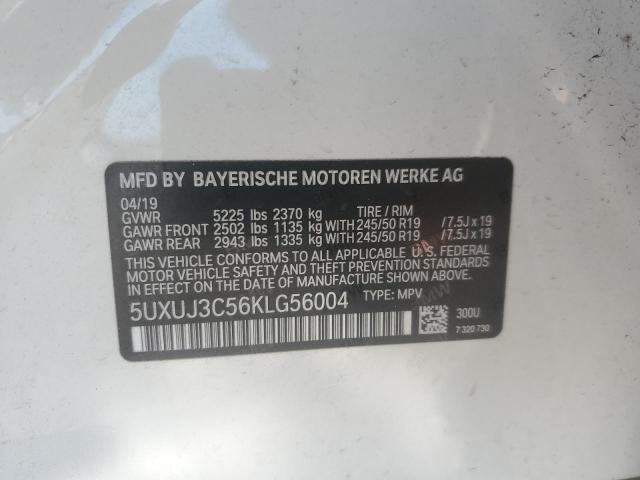 MFD BY BAYERISCHE MOTOREN WERKE AG
04/19
GVWR 5225 lbs 2370 kg TIRE / RIM
GAWR FRONT 2502 lbs 1135 kg WITH 245/50 R19 /7.5J x 19
GAWR REAR 2943 lbs 1335 kg WITH 245/50 R19 /7.5J x 19
THIS VEHICLE CONFORMS TO ALL APPLICABLE U.S. FEDERAL
MOTOR VEHICLE SAFETY, BUMPER, AND THEFT PREVENTION STANDARDS
IN EFFECT ON THE DATE OF MANUFACTURE SHOWN ABOVE.
5UXUJ3C56KLG56004 TYPE: MPV
300U
7 320 730